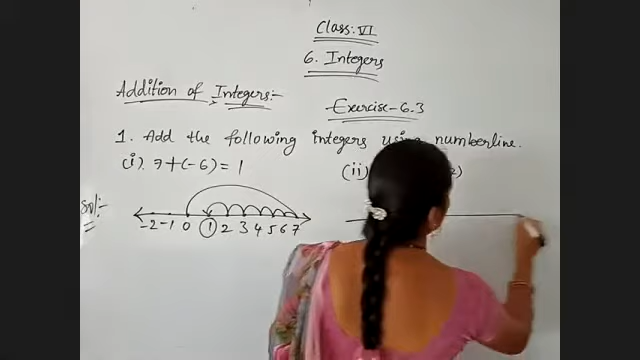 Class: VI
6. Integers
Addition of Integers:-
Exercise-6.3
1. Add the following integers using numberline.
(i). 7+(-6) = 1
(ii)
Sol:-
-2 -1 0 1 2 3 4 5 6 7